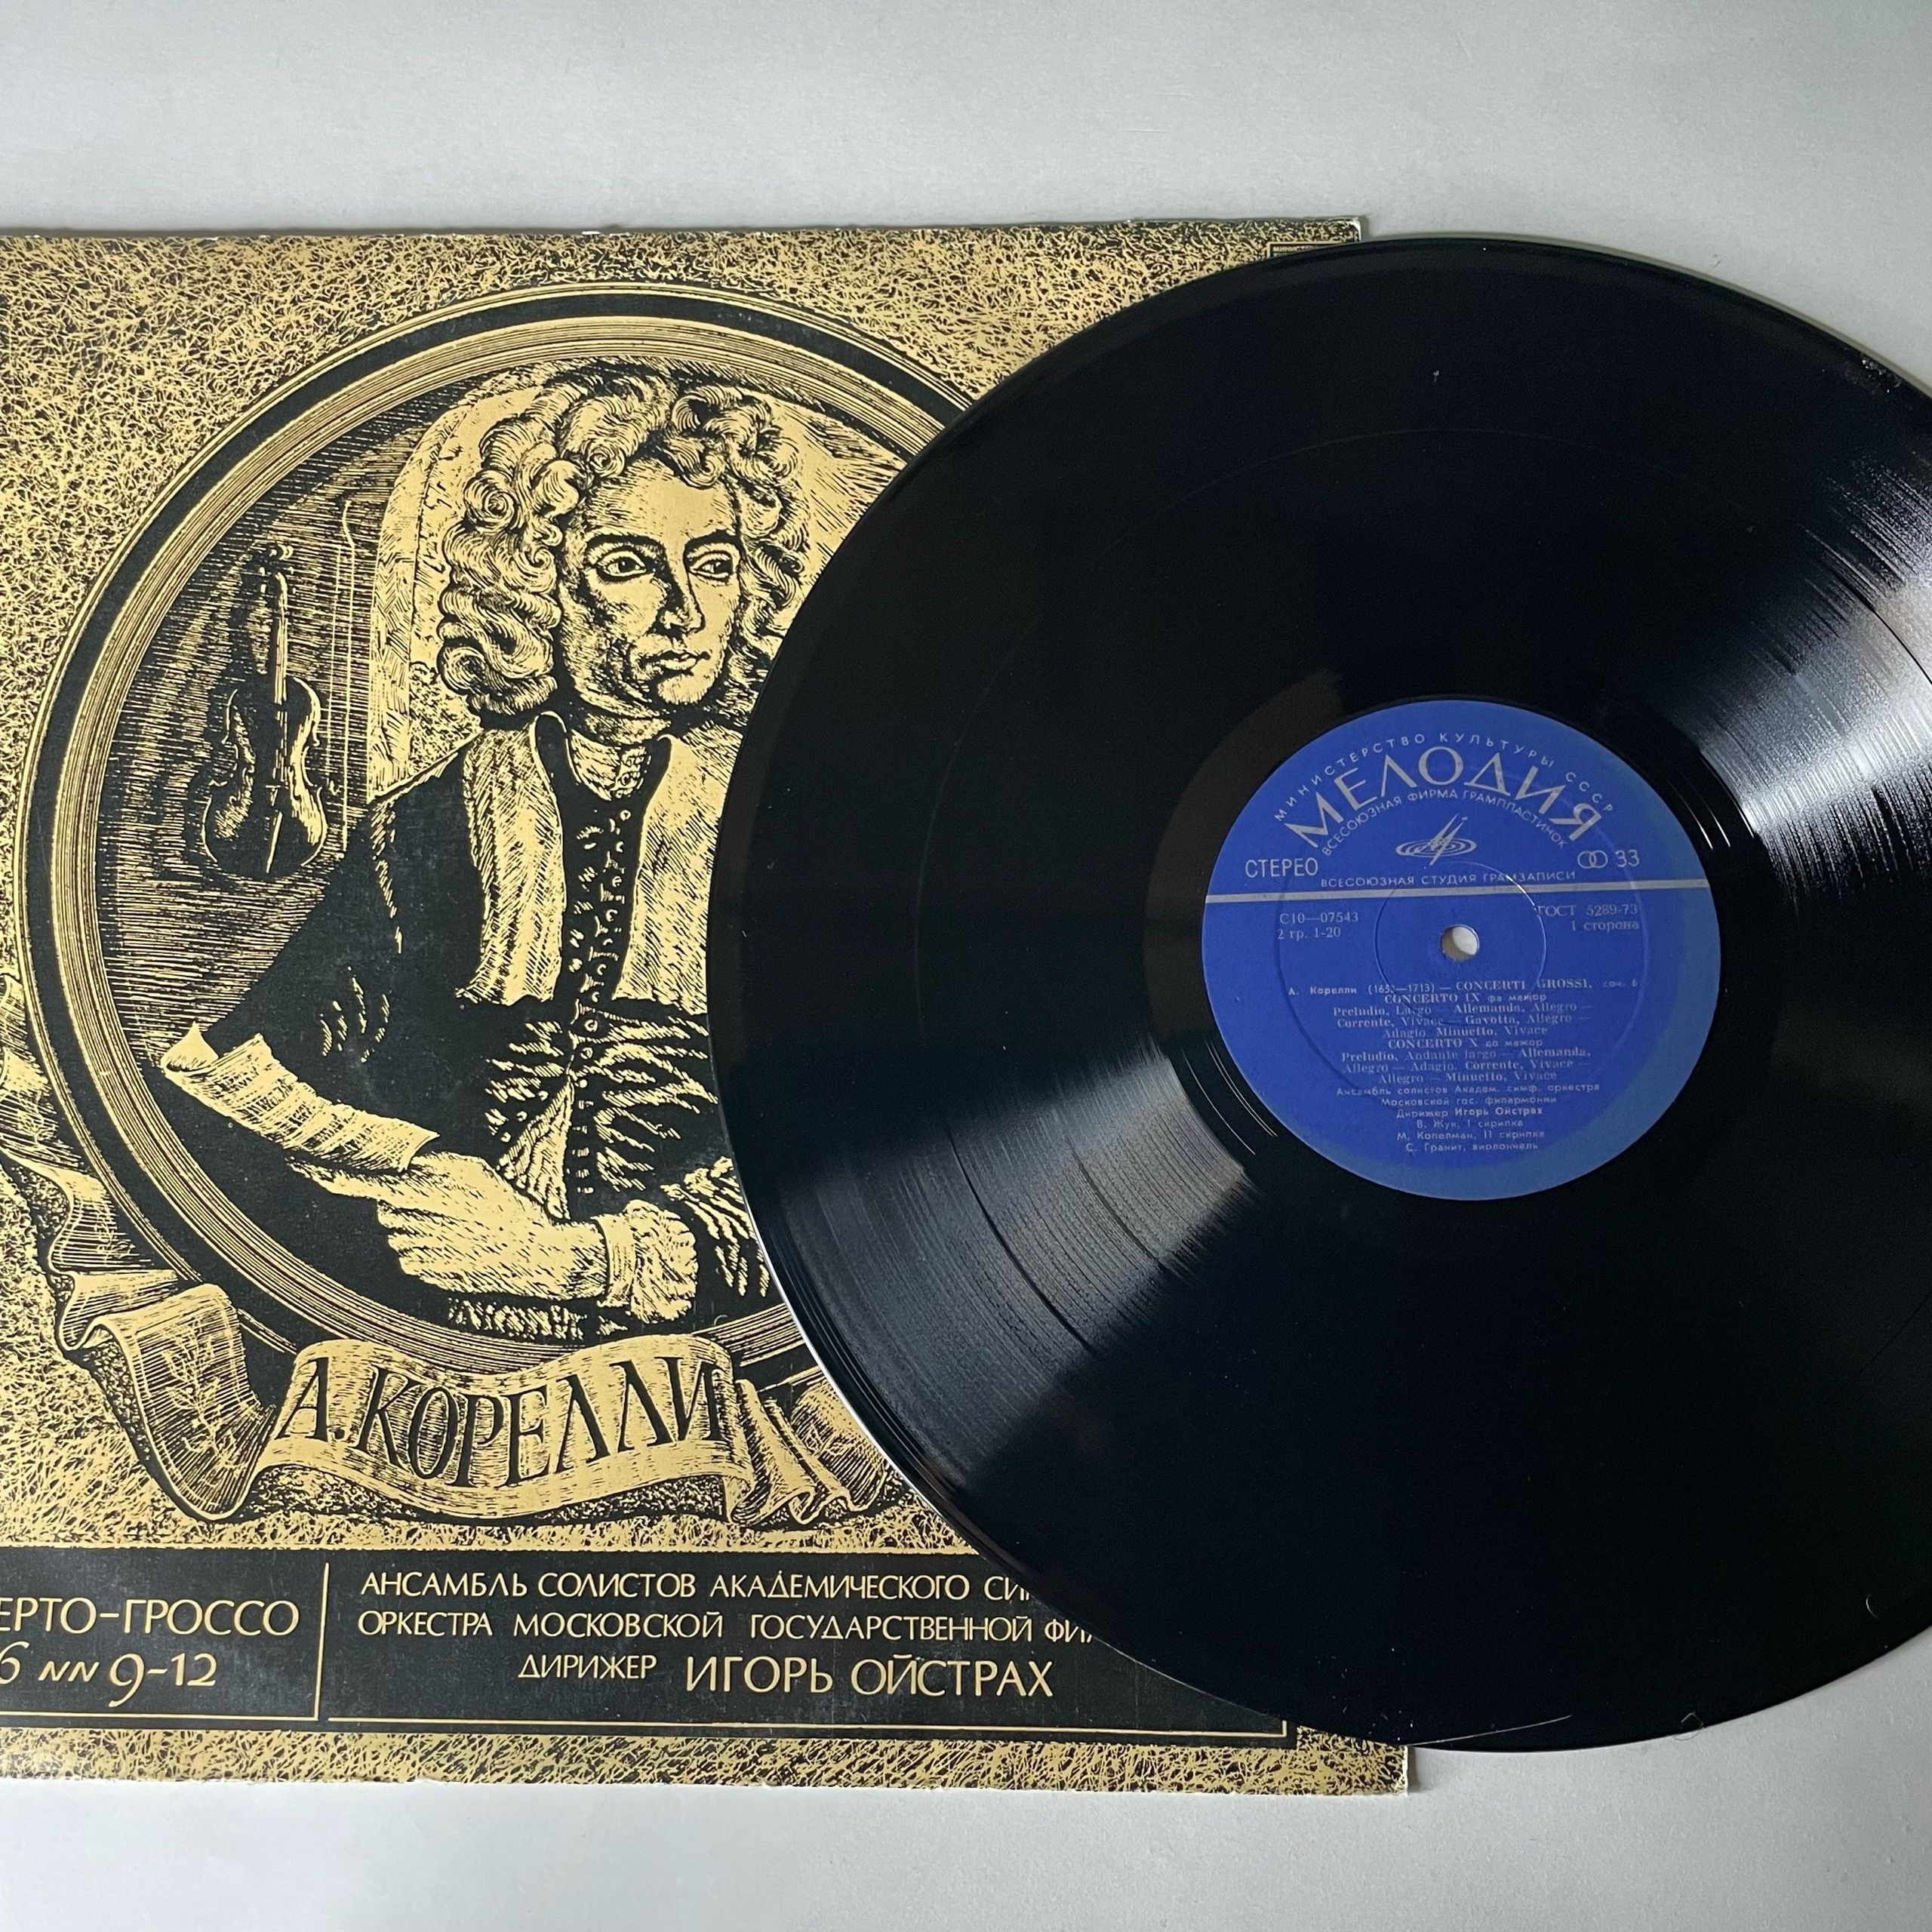 А. КОРЕЛЛИ
ЕРТО-ГРОССО
6 NN 9-12
АНСАМБЛЬ СОЛИСТОВ АКАДЕМИЧЕСКОГО
ОРКЕСТРА МОСКОВСКОЙ ГОСУДАРСТВЕННОЙ
ДИРИЖЕР ИГОРЬ ОЙСТРАХ
МИНИСТЕРСТВО КУЛЬТУРЫ СССР
МЕЛОДИЯ
ВСЕСОЮЗНАЯ ФИРМА ГРАМПЛАСТИНОК
СТЕРЕО 33
ВСЕСОЮЗНАЯ СТУДИЯ ГРАМЗАПИСИ
С10—07543 ГОСТ 5289-73
2 гр. 1-20 1 сторона
А. Корелли (1653—1713) — CONCERTI GROSSI, соч. 6
CONCERTO IX фа мажор
Preludio, Largo — Allemanda, Allegro —
Corrente, Vivace — Gavotta, Allegro —
Adagio, Minuetto, Vivace
CONCERTO X до мажор
Preludio, Andante largo — Allemanda,
Allegro — Adagio, Corrente, Vivace —
Allegro — Minuetto, Vivace
Ансамбль солистов Академ. симф. оркестра
Московской гос. филармонии
Дирижер Игорь Ойстрах
В. Жук, I скрипка
М. Копелман, II скрипка
С. Гранит, виолончель